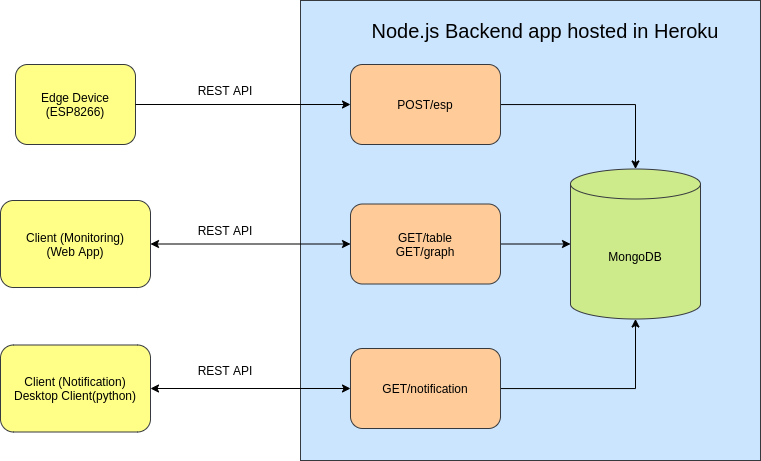 Node.js Backend app hosted in Heroku
Edge Device
(ESP8266)
REST API
POST/esp
Client (Monitoring)
(Web App)
REST API
GET/table
GET/graph
MongoDB
Client (Notification)
Desktop Client(python)
REST API
GET/notification